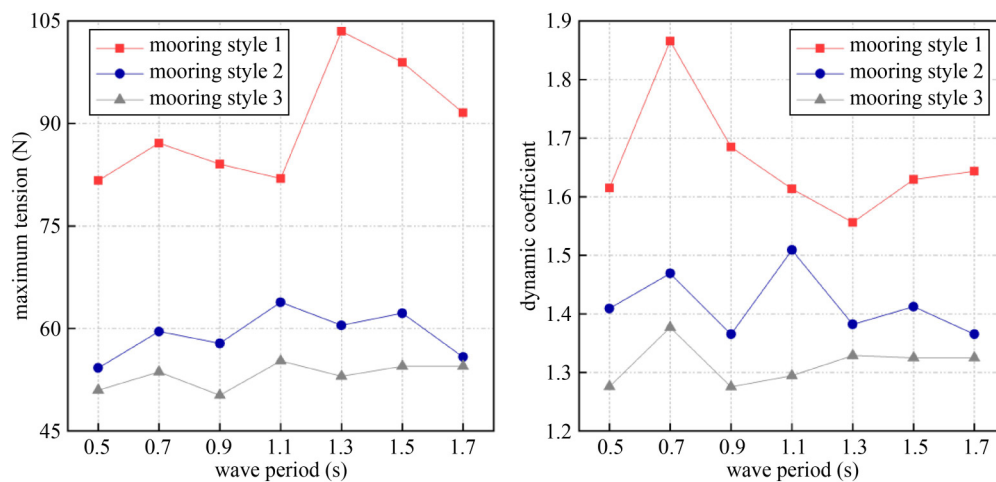 105
90
75
60
45
maximum tension (N)
mooring style 1
mooring style 2
mooring style 3
0.5 0.7 0.9 1.1 1.3 1.5 1.7
wave period (s)
1.9
1.8
1.7
1.6
1.5
1.4
1.3
1.2
dynamic coefficient
mooring style 1
mooring style 2
mooring style 3
0.5 0.7 0.9 1.1 1.3 1.5 1.7
wave period (s)